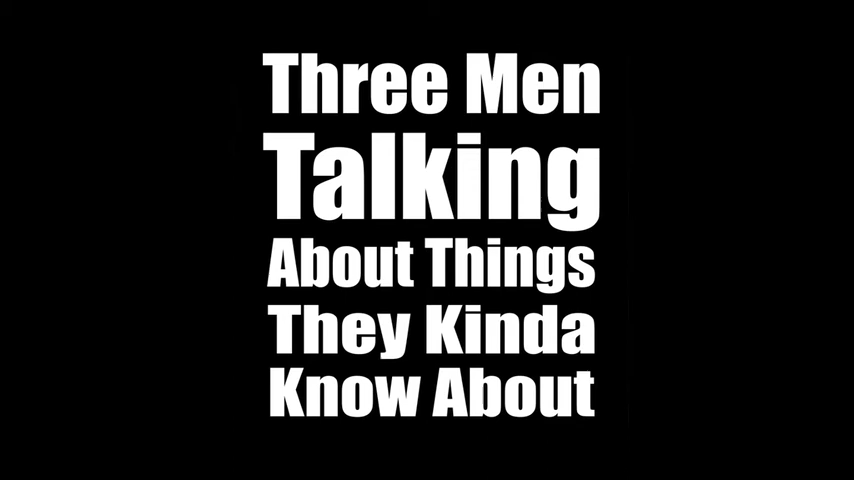 Three Men
Talking
About Things
They Kinda
Know About